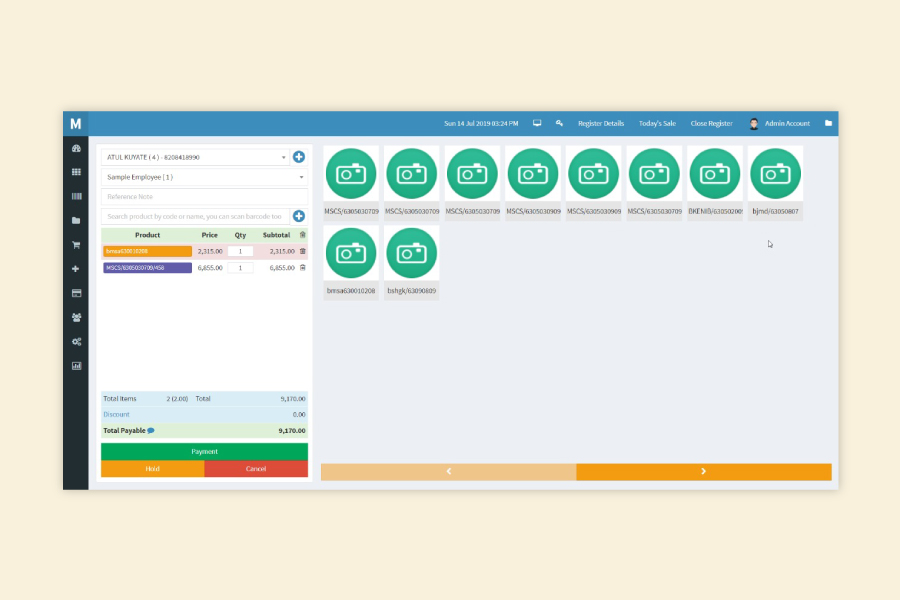 M
Sun 14 Jul 2019 03:24 PM Register Details Today's Sale Close Register Admin Account
ATUL KUYATE ( 4 ) - 8208418990
Sample Employee ( 1 )
Reference Note
Search product by code or name, you can scan barcode too
Product Price Qty Subtotal
bmsa630010208 2,315.00 1 2,315.00
MSCS/6305030709/458 6,855.00 1 6,855.00
Total Items 2 (2.00) Total 9,170.00
Discount 0.00
Total Payable 9,170.00
Payment
Hold Cancel
MSCS/6305030709 MSCS/6305030709 MSCS/6305030709 MSCS/6305030909 MSCS/6305030909 MSCS/6305030709 BKENIB/63050200 bjmd/63050807
bmsa630010208 bshgk/63090809